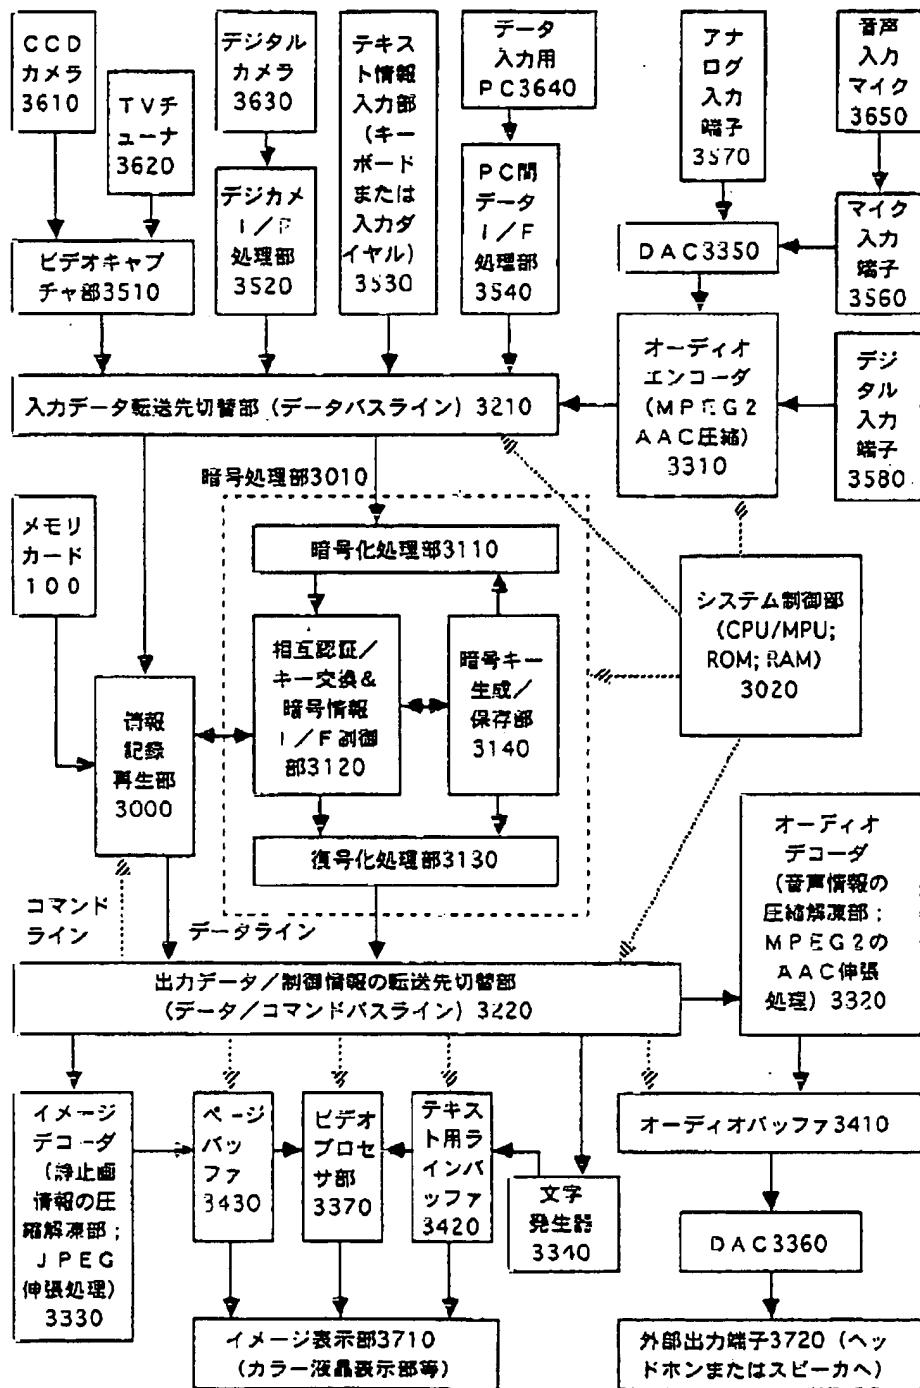 CCD
カメラ
3610
TVチ
ューナ
3620
デジタル
カメラ
3630
テキス
ト情報
入力部
(キー
ボード
または
入力ダ
イヤル)
3530
データ
入力用
PC3640
アナ
ログ
入力
端子
3570
音声
入力
マイク
3650
デジカメ
I/F
処理部
3520
PC間
データ
I/F
処理部
3540
ビデオキャプ
チャ部3510
DAC3350
マイク
入力
端子
3560
オーディオ
エンコーダ
(MPEG2
AAC圧縮)
3310
デジ
タル
入力
端子
3580
入力データ転送先切替部(データバスライン)3210
暗号処理部3010
メモリ
カード
100
暗号化処理部3110
システム制御部
(CPU/MPU;
ROM; RAM)
3020
相互認証/
キー交換&
暗号情報
I/F制御
部3120
暗号キー
生成/
保存部
3140
情報
記録
再生部
3000
復号化処理部3130
オーディオ
デコーダ
(音声情報の
圧縮解凍部;
MPEG2の
AAC伸張
処理)3320
コマンド
ライン
データライン
出力データ/制御情報の転送先切替部
(データ/コマンドバスライン)3220
イメージ
デコーダ
(静止画
情報の圧
縮解凍部;
JPEG
伸張処理)
3330
ページ
バッ
ファ
3430
ビデオ
プロセ
サ部
3370
テキス
ト用ラ
インバッ
ファ
3420
文字
発生器
3340
オーディオバッファ3410
DAC3360
イメージ表示部3710
(カラー液晶表示部等)
外部出力端子3720(ヘッ
ドホンまたはスピーカへ)